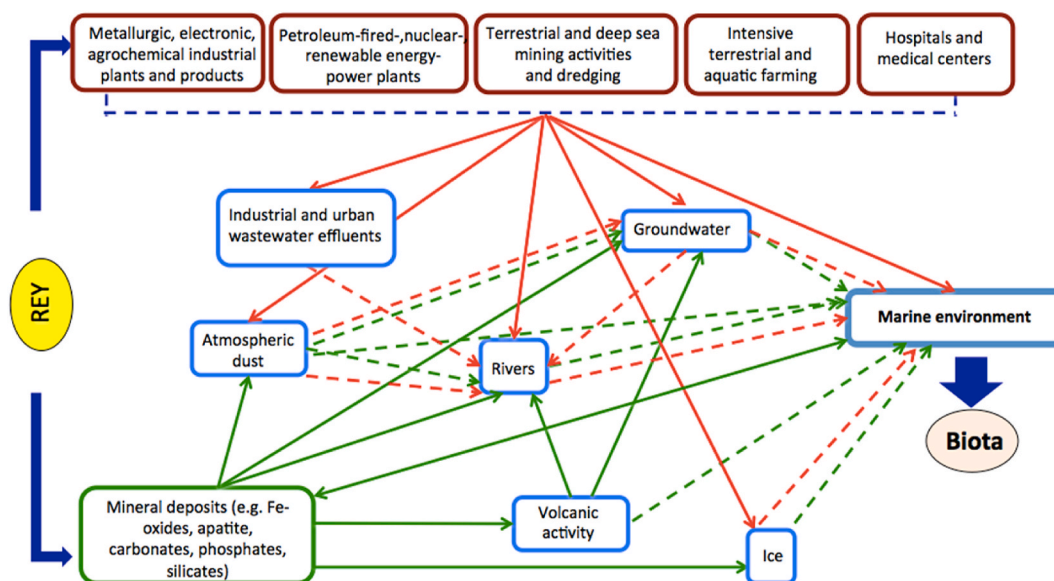 Metallurgic, electronic,
agrochemical industrial
plants and products
Petroleum-fired-,nuclear-,
renewable energy-
power plants
Terrestrial and deep sea
mining activities
and dredging
Intensive
terrestrial and
aquatic farming
Hospitals and
medical centers
Industrial and urban
wastewater effluents
Groundwater
REY
Atmospheric
dust
Rivers
Marine environment
Biota
Mineral deposits (e.g. Fe-
oxides, apatite,
carbonates, phosphates,
silicates)
Volcanic
activity
Ice